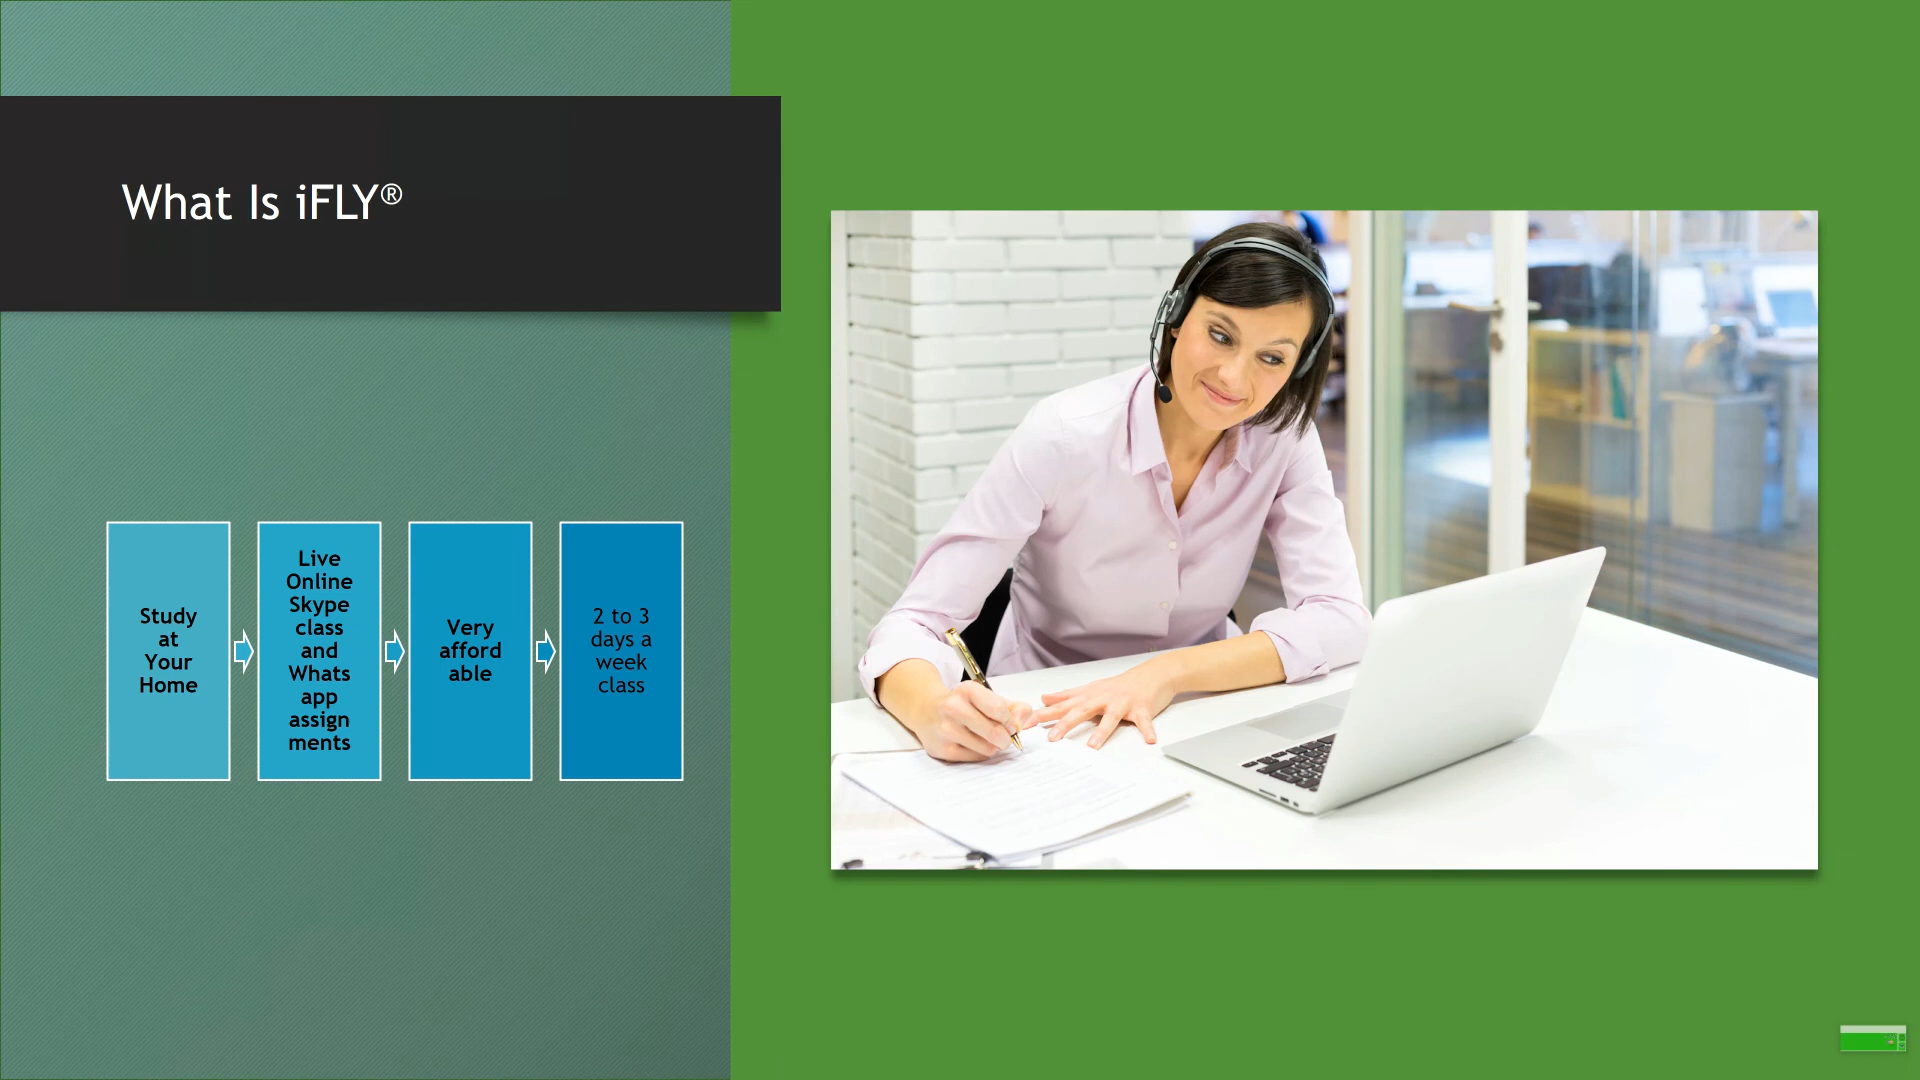 What Is iFLY®
Study
at
Your
Home
Live
Online
Skype
class
and
Whats
app
assign
ments
Very
afford
able
2 to 3
days a
week
class